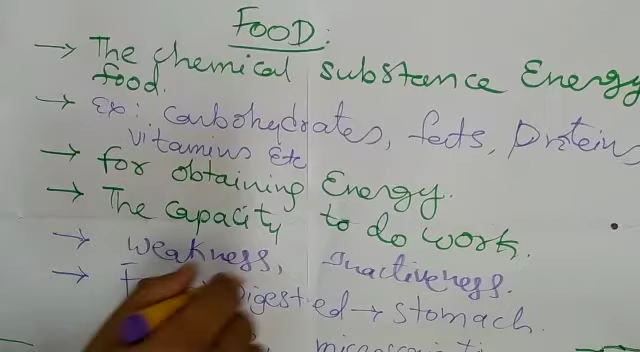 FOOD:
→ The chemical substance Energy
food.
→ Ex: Carbohydrates, fats, proteins
vitamins Etc
→ for obtaining Energy.
→ The capacity to do work.
→ weakness, Inactiveness.
→ Digested → stomach.